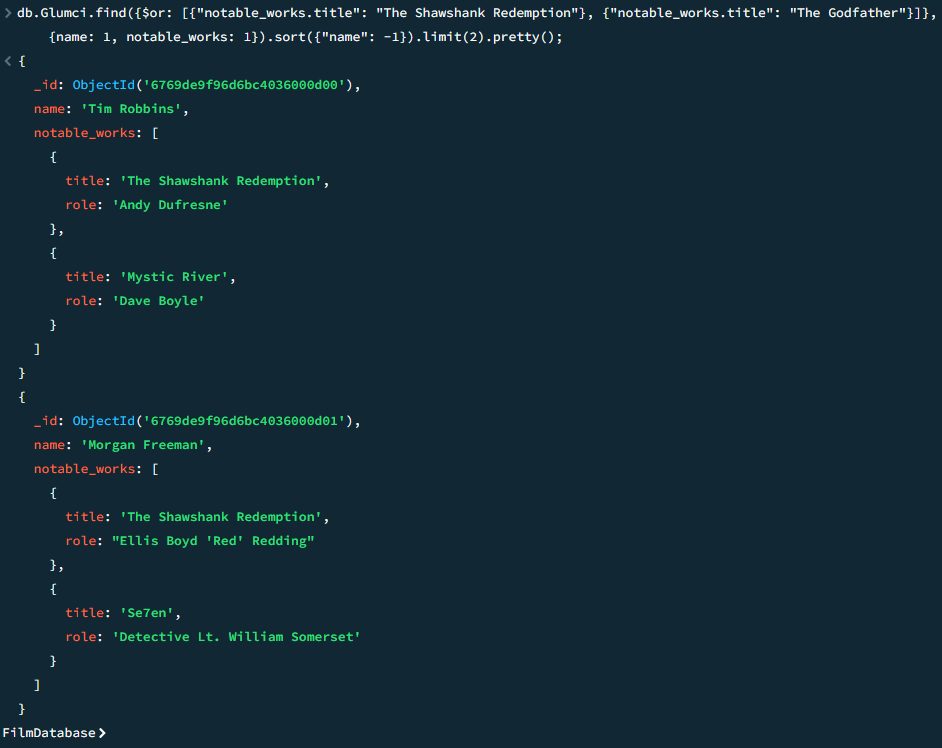 > db.Glumci.find({$or: [{"notable_works.title": "The Shawshank Redemption"}, {"notable_works.title": "The Godfather"}]},
    {name: 1, notable_works: 1}).sort({"name": -1}).limit(2).pretty();
< {
    _id: ObjectId('6769de9f96d6bc4036000d00'),
    name: 'Tim Robbins',
    notable_works: [
      {
        title: 'The Shawshank Redemption',
        role: 'Andy Dufresne'
      },
      {
        title: 'Mystic River',
        role: 'Dave Boyle'
      }
    ]
  }
  {
    _id: ObjectId('6769de9f96d6bc4036000d01'),
    name: 'Morgan Freeman',
    notable_works: [
      {
        title: 'The Shawshank Redemption',
        role: "Ellis Boyd 'Red' Redding"
      },
      {
        title: 'Se7en',
        role: 'Detective Lt. William Somerset'
      }
    ]
  }
FilmDatabase>